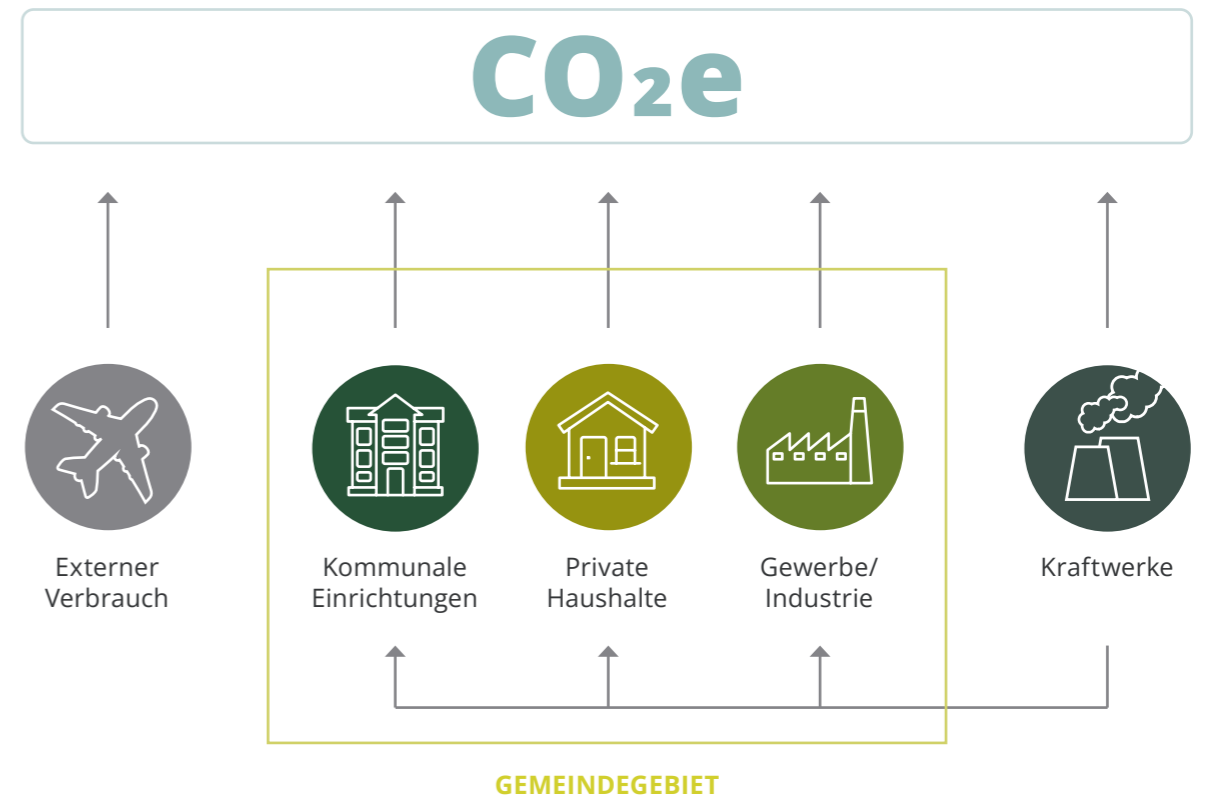 CO₂e
Externer
Verbrauch
Kommunale
Einrichtungen
Private
Haushalte
Gewerbe/
Industrie
Kraftwerke
GEMEINDEGEBIET